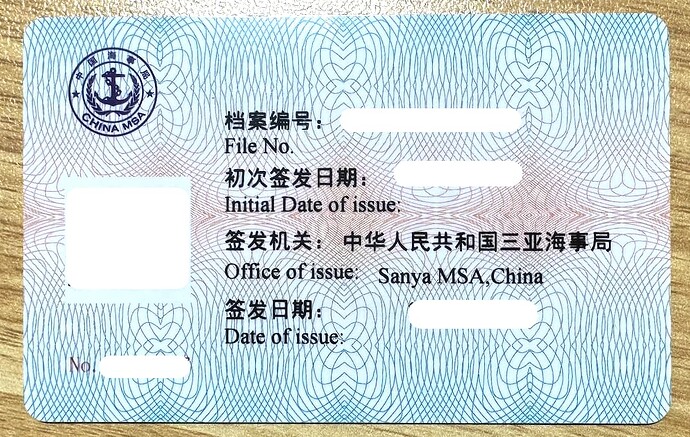 中国海事局
CHINA MSA
档案编号：
File No.
初次签发日期：
Initial Date of issue:
签发机关： 中华人民共和国三亚海事局
Office of issue: Sanya MSA,China
签发日期：
Date of issue:
No.